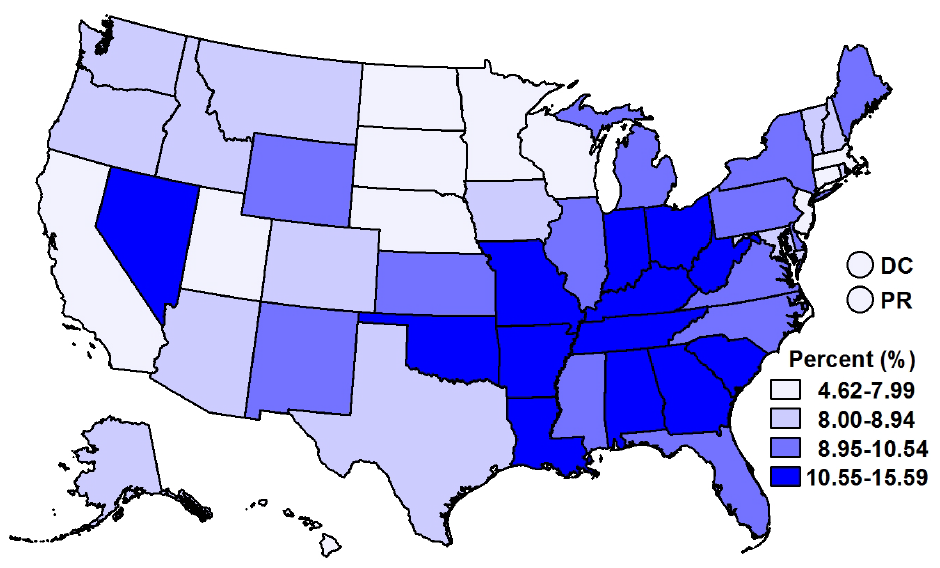 DC
PR
Percent (%)
4.62-7.99
8.00-8.94
8.95-10.54
10.55-15.59